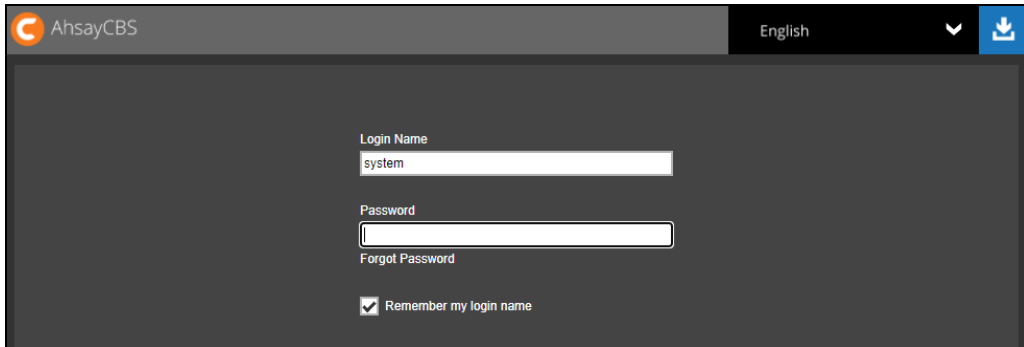 AhsayCBS
English
Login Name
system
Password
Forgot Password
Remember my login name